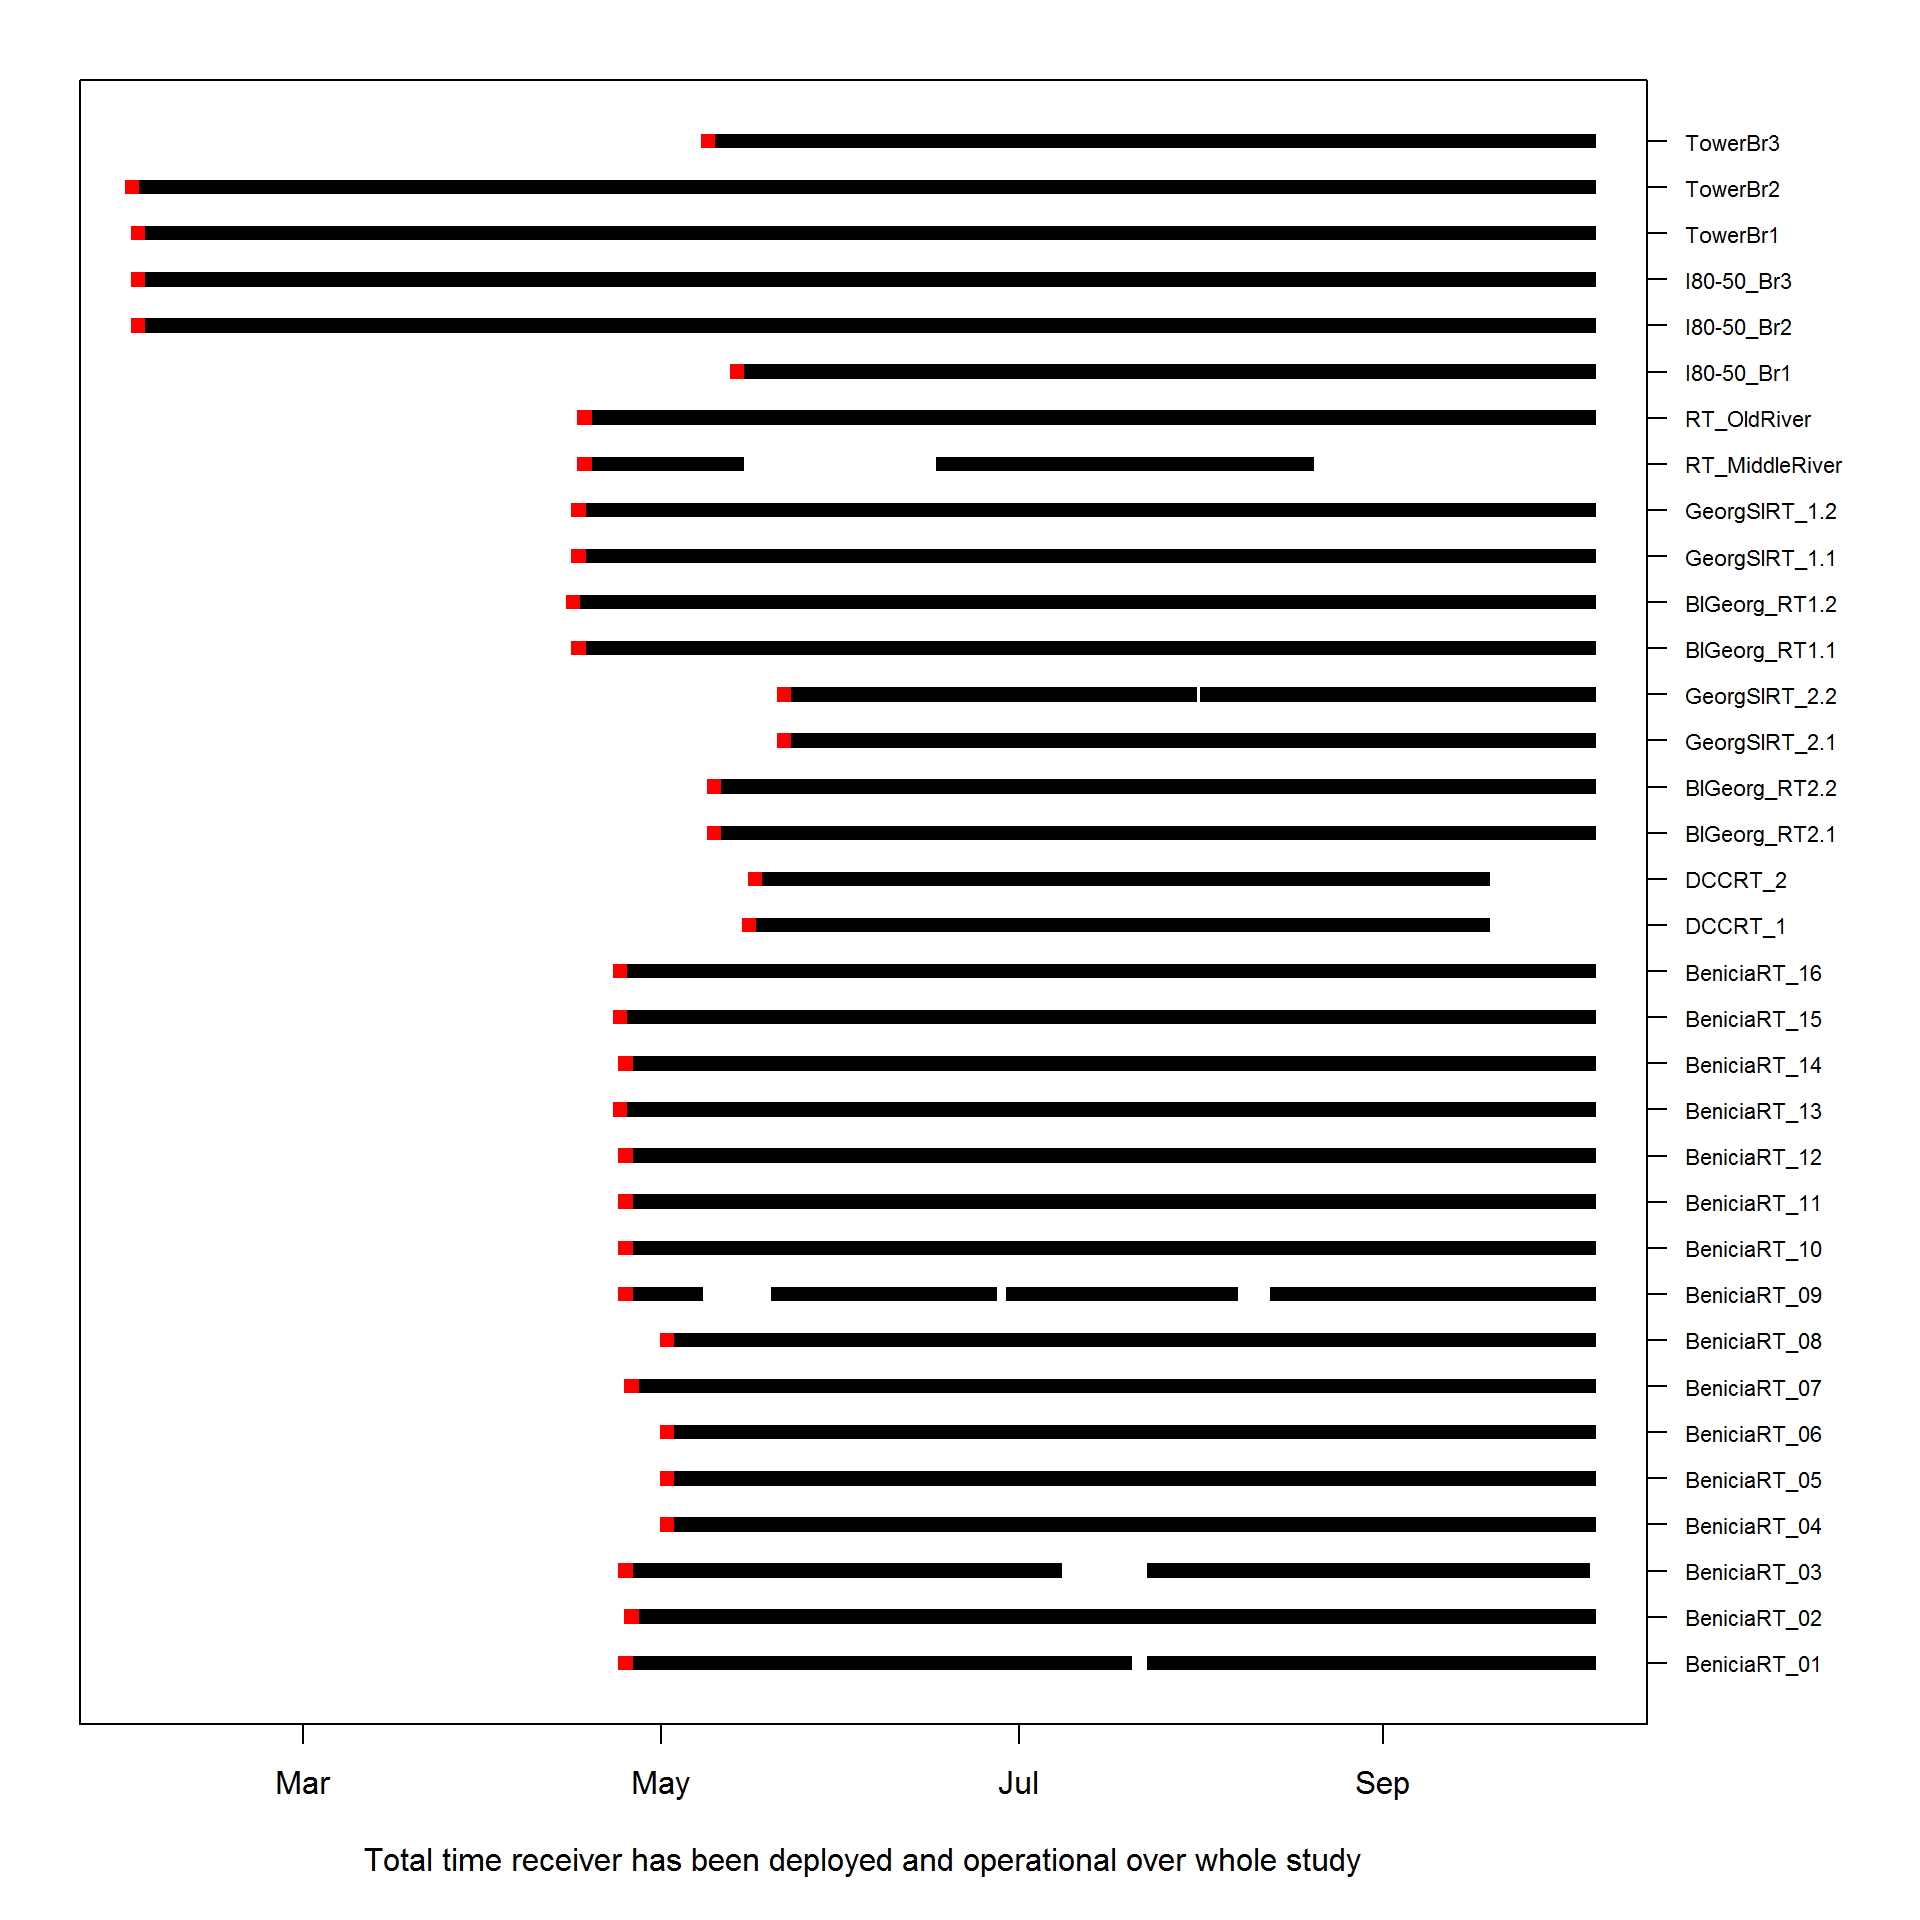 TowerBr3
TowerBr2
TowerBr1
I80-50_Br3
I80-50_Br2
I80-50_Br1
RT_OldRiver
RT_MiddleRiver
GeorgSlRT_1.2
GeorgSlRT_1.1
BlGeorg_RT1.2
BlGeorg_RT1.1
GeorgSlRT_2.2
GeorgSlRT_2.1
BlGeorg_RT2.2
BlGeorg_RT2.1
DCCRT_2
DCCRT_1
BeniciaRT_16
BeniciaRT_15
BeniciaRT_14
BeniciaRT_13
BeniciaRT_12
BeniciaRT_11
BeniciaRT_10
BeniciaRT_09
BeniciaRT_08
BeniciaRT_07
BeniciaRT_06
BeniciaRT_05
BeniciaRT_04
BeniciaRT_03
BeniciaRT_02
BeniciaRT_01
Mar May Jul Sep
Total time receiver has been deployed and operational over whole study